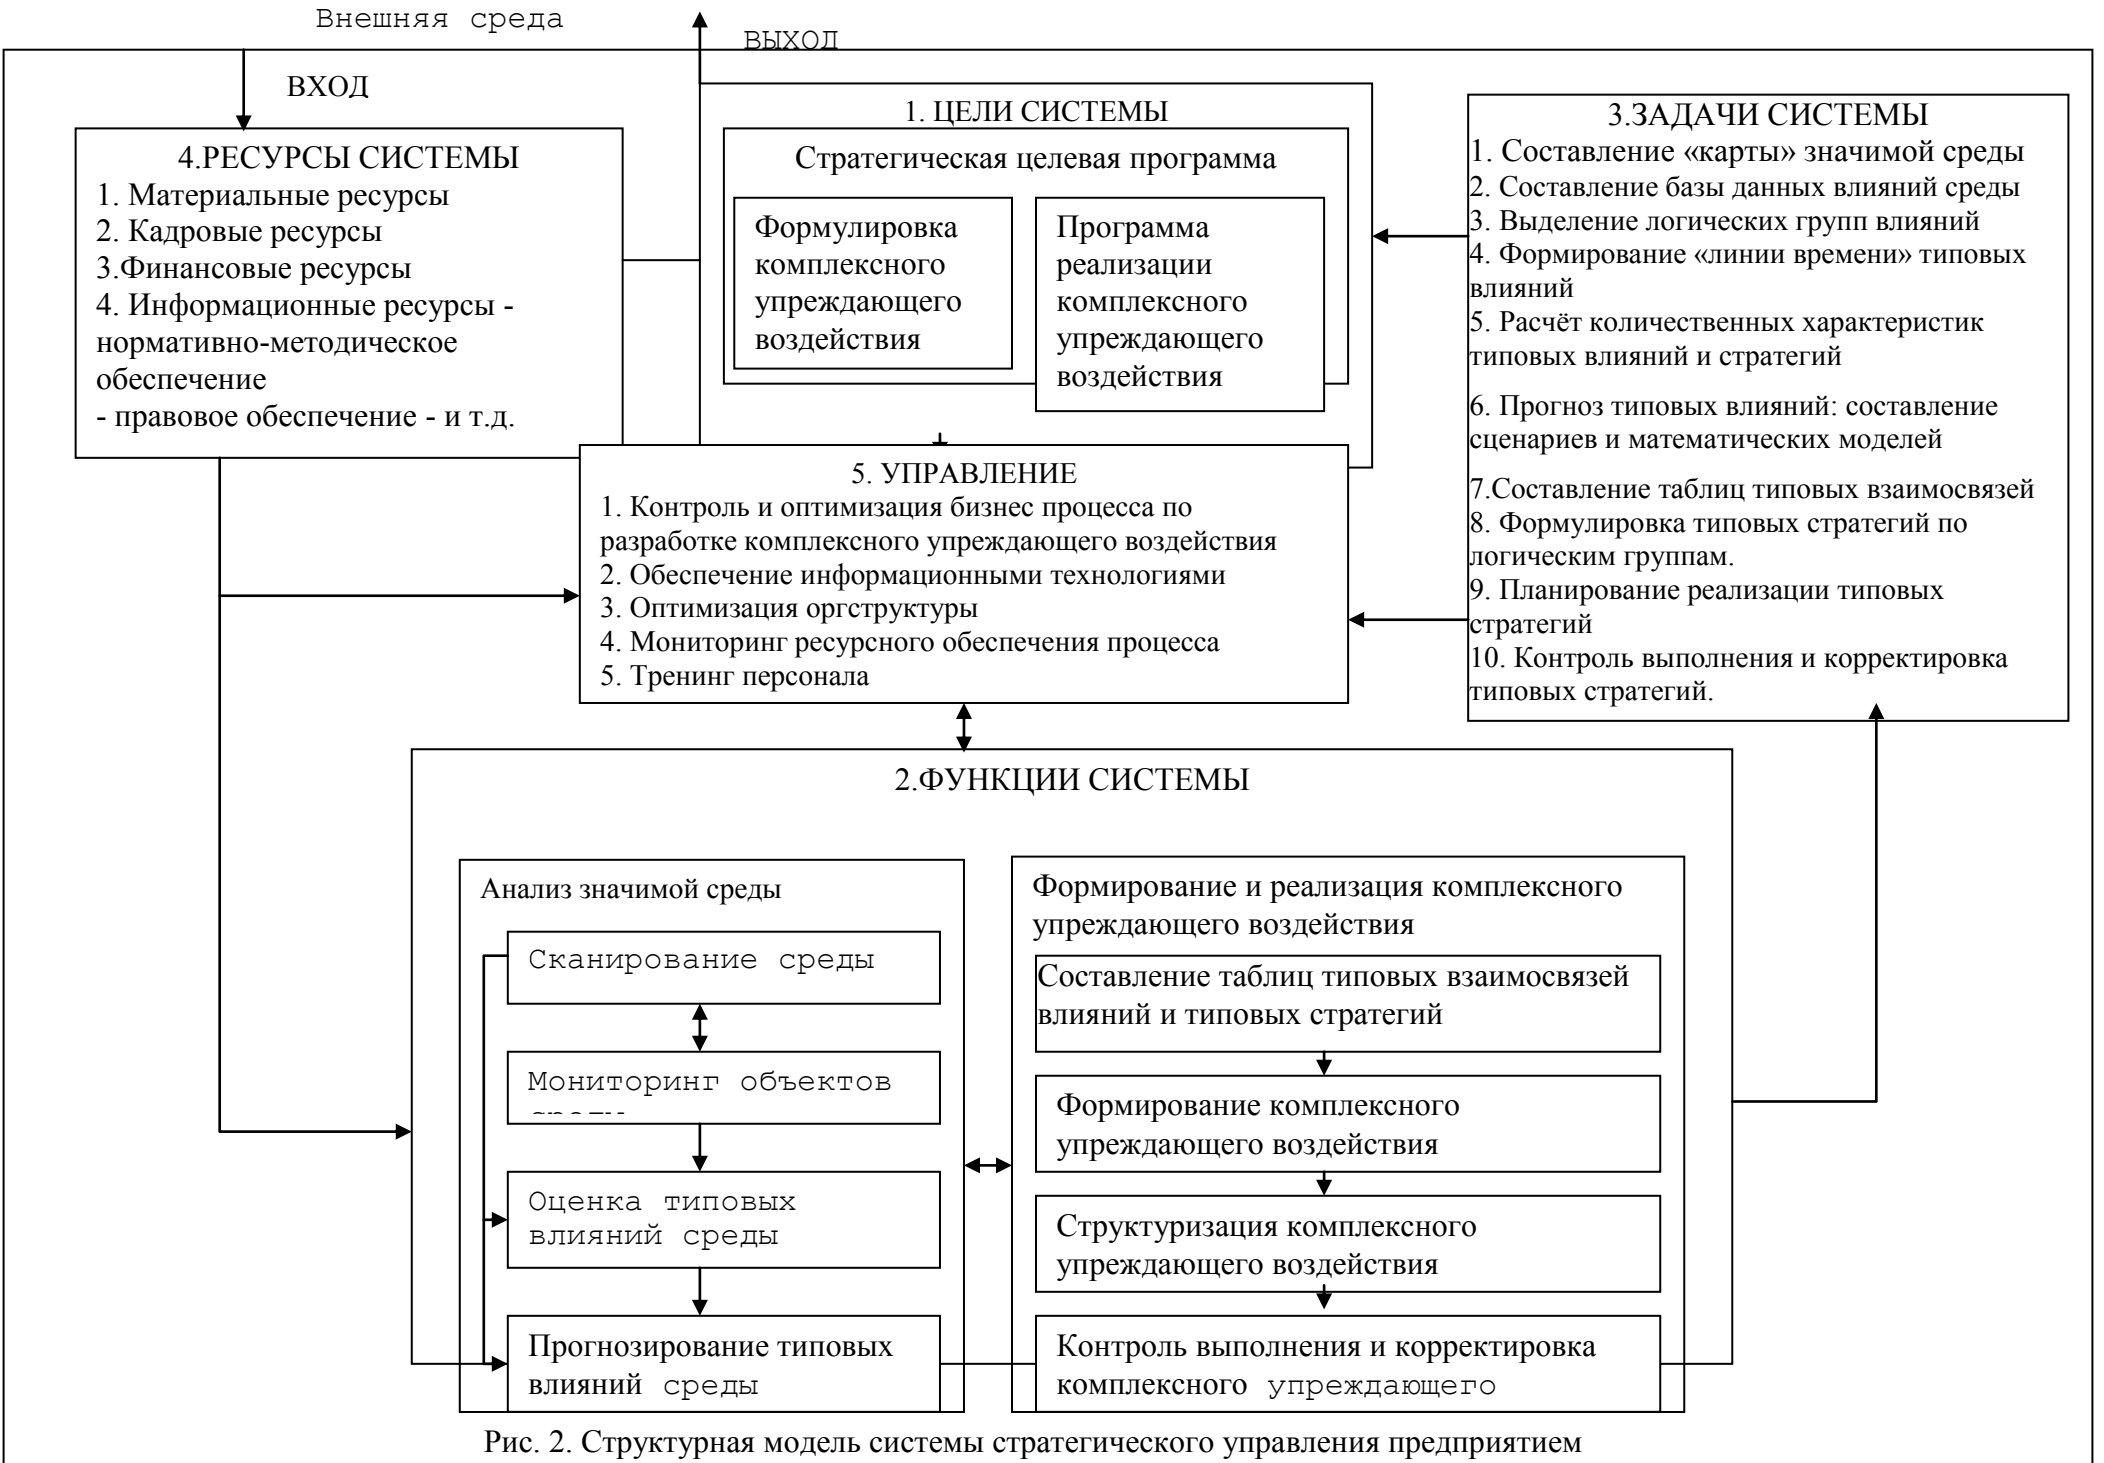 Внешняя среда
ВЫХОД
ВХОД
4.РЕСУРСЫ СИСТЕМЫ
1. Материальные ресурсы
2. Кадровые ресурсы
3.Финансовые ресурсы
4. Информационные ресурсы -
нормативно-методическое
обеспечение
- правовое обеспечение - и т.д.
1. ЦЕЛИ СИСТЕМЫ
Стратегическая целевая программа
Формулировка
комплексного
упреждающего
воздействия
Программа
реализации
комплексного
упреждающего
воздействия
3.ЗАДАЧИ СИСТЕМЫ
1. Составление «карты» значимой среды
2. Составление базы данных влияний среды
3. Выделение логических групп влияний
4. Формирование «линии времени» типовых
влияний
5. Расчёт количественных характеристик
типовых влияний и стратегий
6. Прогноз типовых влияний: составление
сценариев и математических моделей
7.Составление таблиц типовых взаимосвязей
8. Формулировка типовых стратегий по
логическим группам.
9. Планирование реализации типовых
стратегий
10. Контроль выполнения и корректировка
типовых стратегий.
5. УПРАВЛЕНИЕ
1. Контроль и оптимизация бизнес процесса по
разработке комплексного упреждающего воздействия
2. Обеспечение информационными технологиями
3. Оптимизация оргструктуры
4. Мониторинг ресурсного обеспечения процесса
5. Тренинг персонала
2.ФУНКЦИИ СИСТЕМЫ
Анализ значимой среды
Сканирование среды
Мониторинг объектов
Оценка типовых
влияний среды
Прогнозирование типовых
влияний среды
Формирование и реализация комплексного
упреждающего воздействия
Составление таблиц типовых взаимосвязей
влияний и типовых стратегий
Формирование комплексного
упреждающего воздействия
Структуризация комплексного
упреждающего воздействия
Контроль выполнения и корректировка
комплексного упреждающего
Рис. 2. Структурная модель системы стратегического управления предприятием